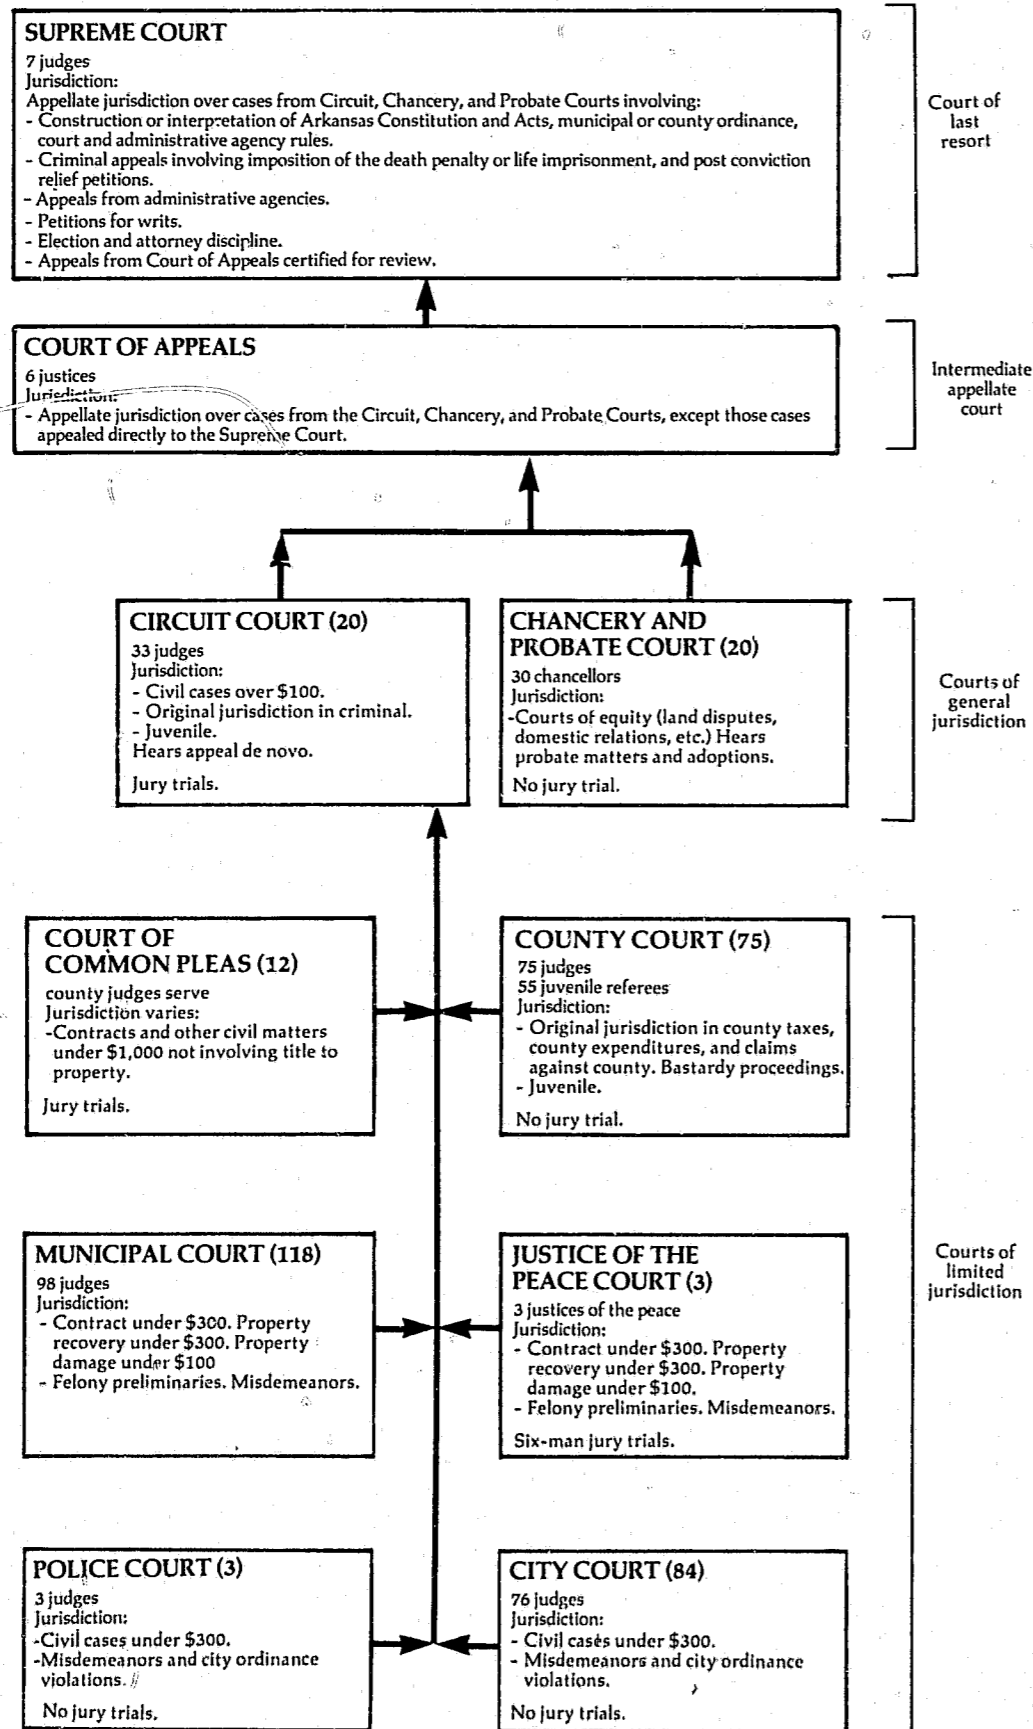 SUPREME COURT
7 judges
Jurisdiction:
Appellate jurisdiction over cases from Circuit, Chancery, and Probate Courts involving:
- Construction or interpretation of Arkansas Constitution and Acts, municipal or county ordinance,
court and administrative agency rules.
- Criminal appeals involving imposition of the death penalty or life imprisonment, and post conviction
relief petitions.
- Appeals from administrative agencies.
- Petitions for writs.
- Election and attorney discipline.
- Appeals from Court of Appeals certified for review.
Court of
last
resort
COURT OF APPEALS
6 justices
Jurisdiction:
- Appellate jurisdiction over cases from the Circuit, Chancery, and Probate Courts, except those cases
appealed directly to the Supreme Court.
Intermediate
appellate
court
CIRCUIT COURT (20)
33 judges
Jurisdiction:
- Civil cases over $100.
- Original jurisdiction in criminal.
- Juvenile.
Hears appeal de novo.
Jury trials.
CHANCERY AND
PROBATE COURT (20)
30 chancellors
Jurisdiction:
-Courts of equity (land disputes,
domestic relations, etc.) Hears
probate matters and adoptions.
No jury trial.
Courts of
general
jurisdiction
COURT OF
COMMON PLEAS (12)
county judges serve
Jurisdiction varies:
-Contracts and other civil matters
under $1,000 not involving title to
property.
Jury trials.
COUNTY COURT (75)
75 judges
55 juvenile referees
Jurisdiction:
- Original jurisdiction in county taxes,
county expenditures, and claims
against county. Bastardy proceedings.
- Juvenile.
No jury trial.
MUNICIPAL COURT (118)
98 judges
Jurisdiction:
- Contract under $300. Property
recovery under $300. Property
damage under $100
- Felony preliminaries. Misdemeanors.
JUSTICE OF THE
PEACE COURT (3)
3 justices of the peace
Jurisdiction:
- Contract under $300. Property
recovery under $300. Property
damage under $100.
- Felony preliminaries. Misdemeanors.
Six-man jury trials.
Courts of
limited
jurisdiction
POLICE COURT (3)
3 judges
Jurisdiction:
-Civil cases under $300.
-Misdemeanors and city ordinance
violations.
No jury trials.
CITY COURT (84)
76 judges
Jurisdiction:
- Civil cases under $300.
- Misdemeanors and city ordinance
violations.
No jury trials.